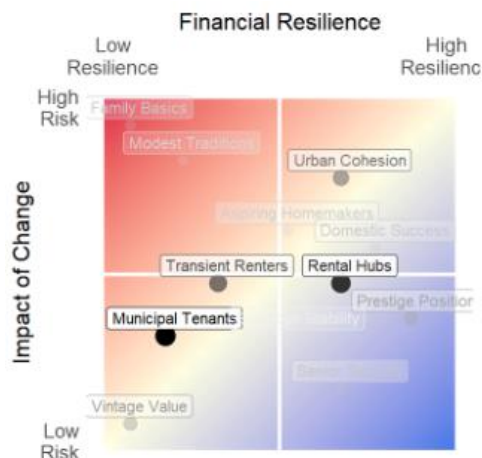 Financial Resilience
Low
Resilience
High
Resilienc
High
Risk
Family Basics
Modest Traditions
Urban Cohesion
Aspiring Homemakers
Domestic Success
Transient Renters
Rental Hubs
Prestige Position
Municipal Tenants
Stability
Vintage Value
Low
Risk
Impact of Change